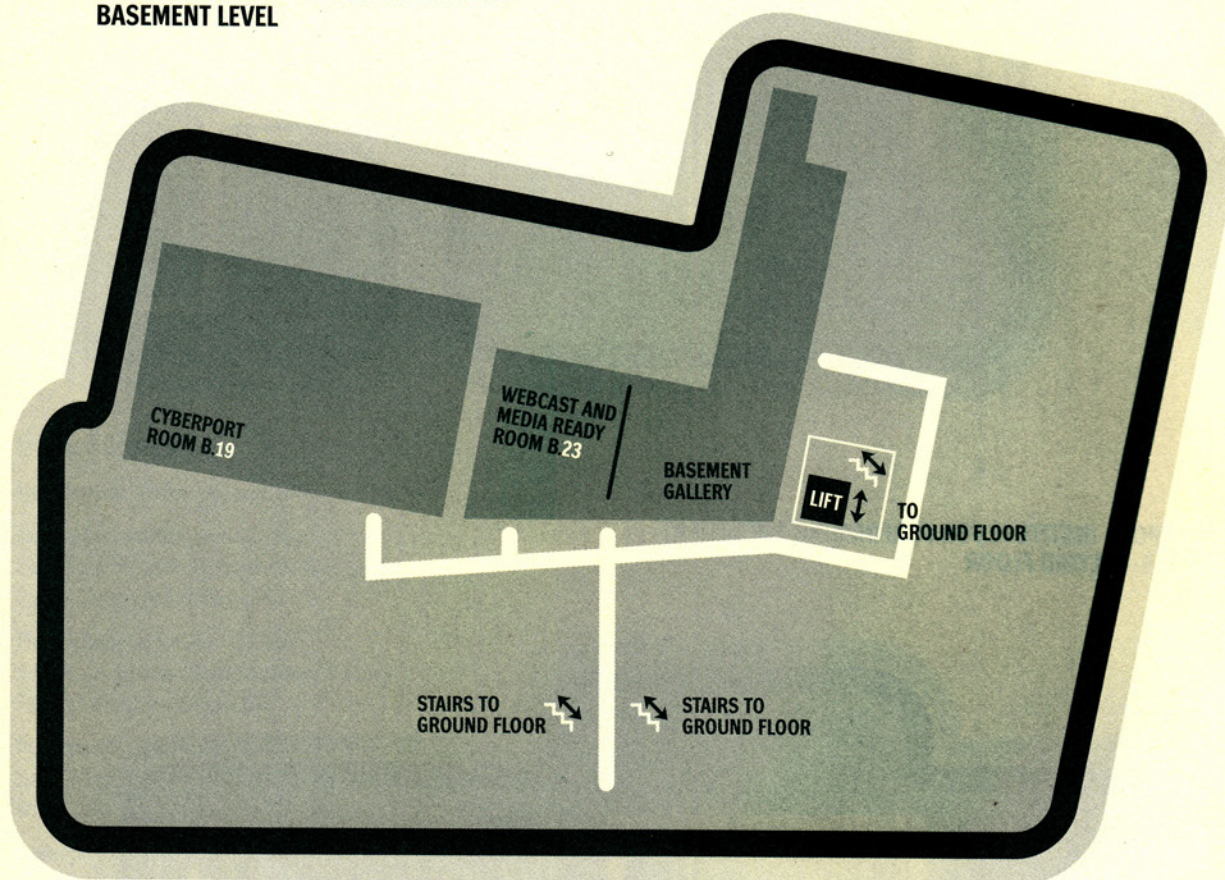 BASEMENT LEVEL
CYBERPORT
ROOM B.19
WEBCAST AND
MEDIA READY
ROOM B.23
BASEMENT
GALLERY
LIFT
TO
GROUND FLOOR
STAIRS TO
GROUND FLOOR
STAIRS TO
GROUND FLOOR